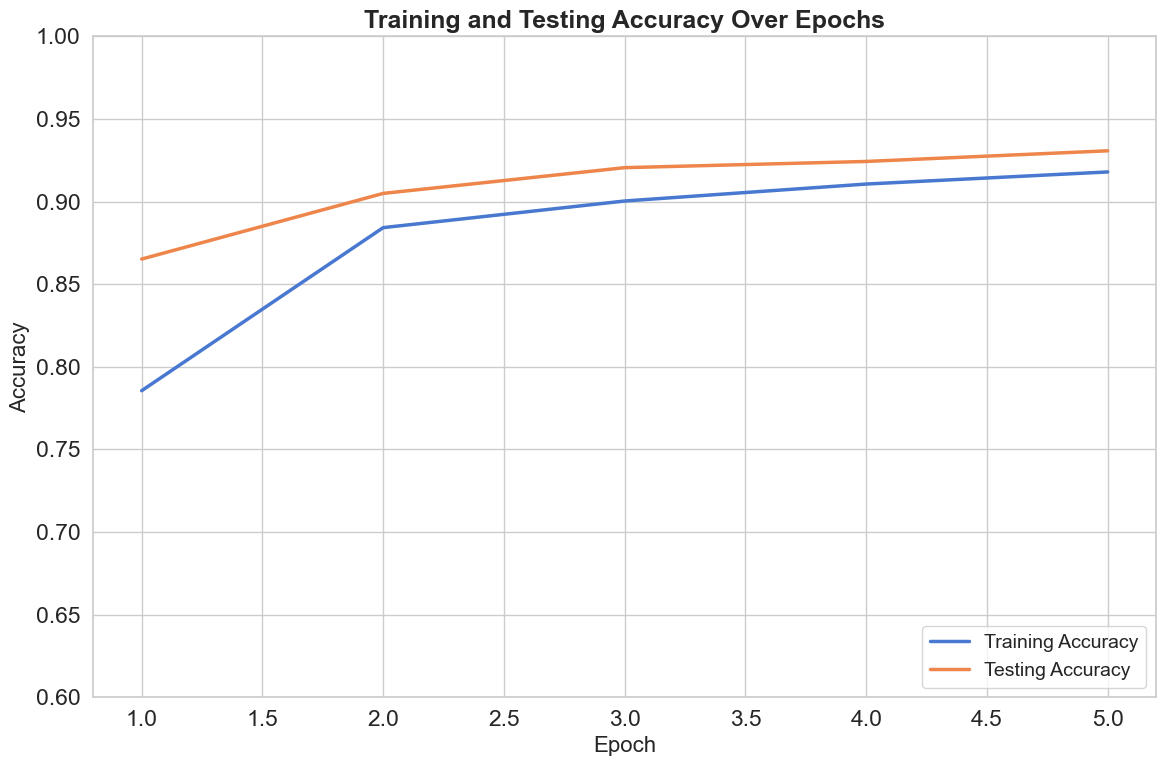 Training and Testing Accuracy Over Epochs
1.00
0.95
0.90
0.85
0.80
0.75
0.70
0.65
0.60
Accuracy
Training Accuracy
Testing Accuracy
1.0 1.5 2.0 2.5 3.0 3.5 4.0 4.5 5.0
Epoch